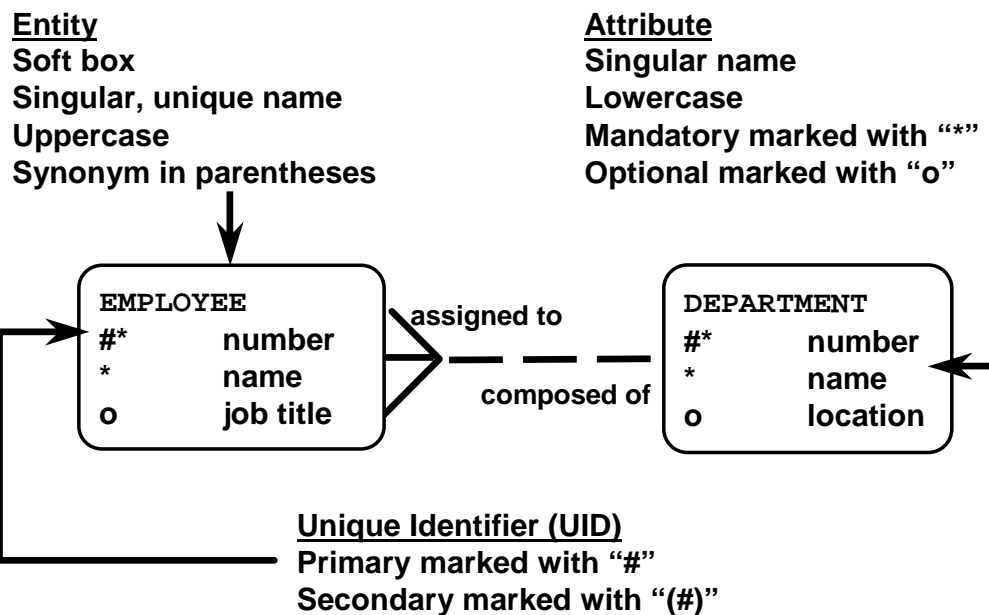 Entity
Soft box
Singular, unique name
Uppercase
Synonym in parentheses
Attribute
Singular name
Lowercase
Mandatory marked with “*”
Optional marked with “o”
EMPLOYEE
#* number
* name
o job title
assigned to
composed of
DEPARTMENT
#* number
* name
o location
Unique Identifier (UID)
Primary marked with “#”
Secondary marked with “(#)”